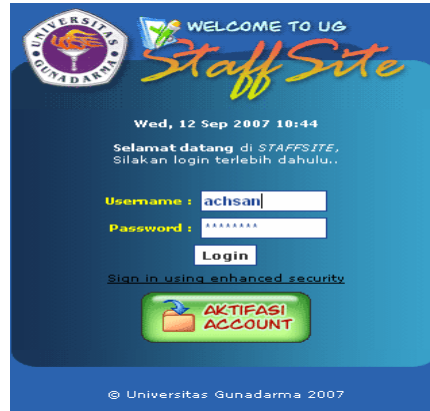 UNIVERSITAS
GUNADARMA
WELCOME TO UG
StaffSite
Wed, 12 Sep 2007 10:44
Selamat datang di STAFFSITE,
Silakan login terlebih dahulu..
Username : achsan
Password : ********
Login
Sign in using enhanced security
AKTIFASI
ACCOUNT
© Universitas Gunadarma 2007